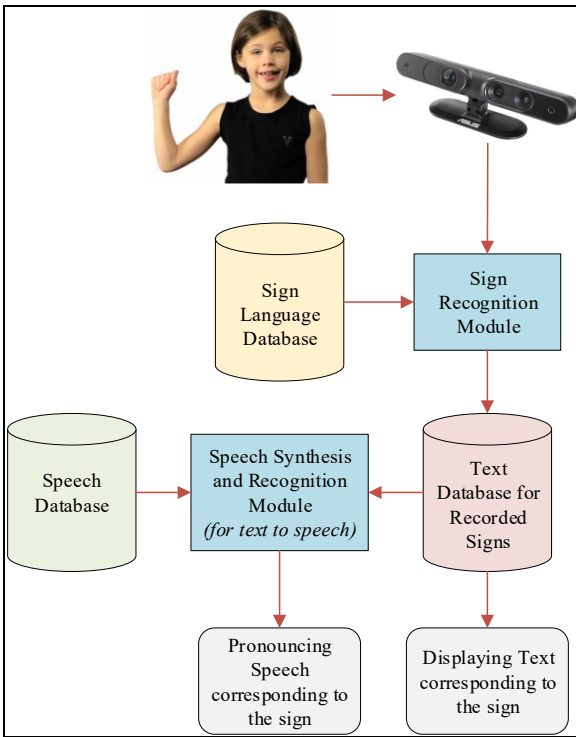 ASUS
Sign
Language
Database
Sign
Recognition
Module
Speech
Database
Speech Synthesis
and Recognition
Module
(for text to speech)
Text
Database for
Recorded
Signs
Pronouncing
Speech
corresponding to
the sign
Displaying Text
corresponding to
the sign